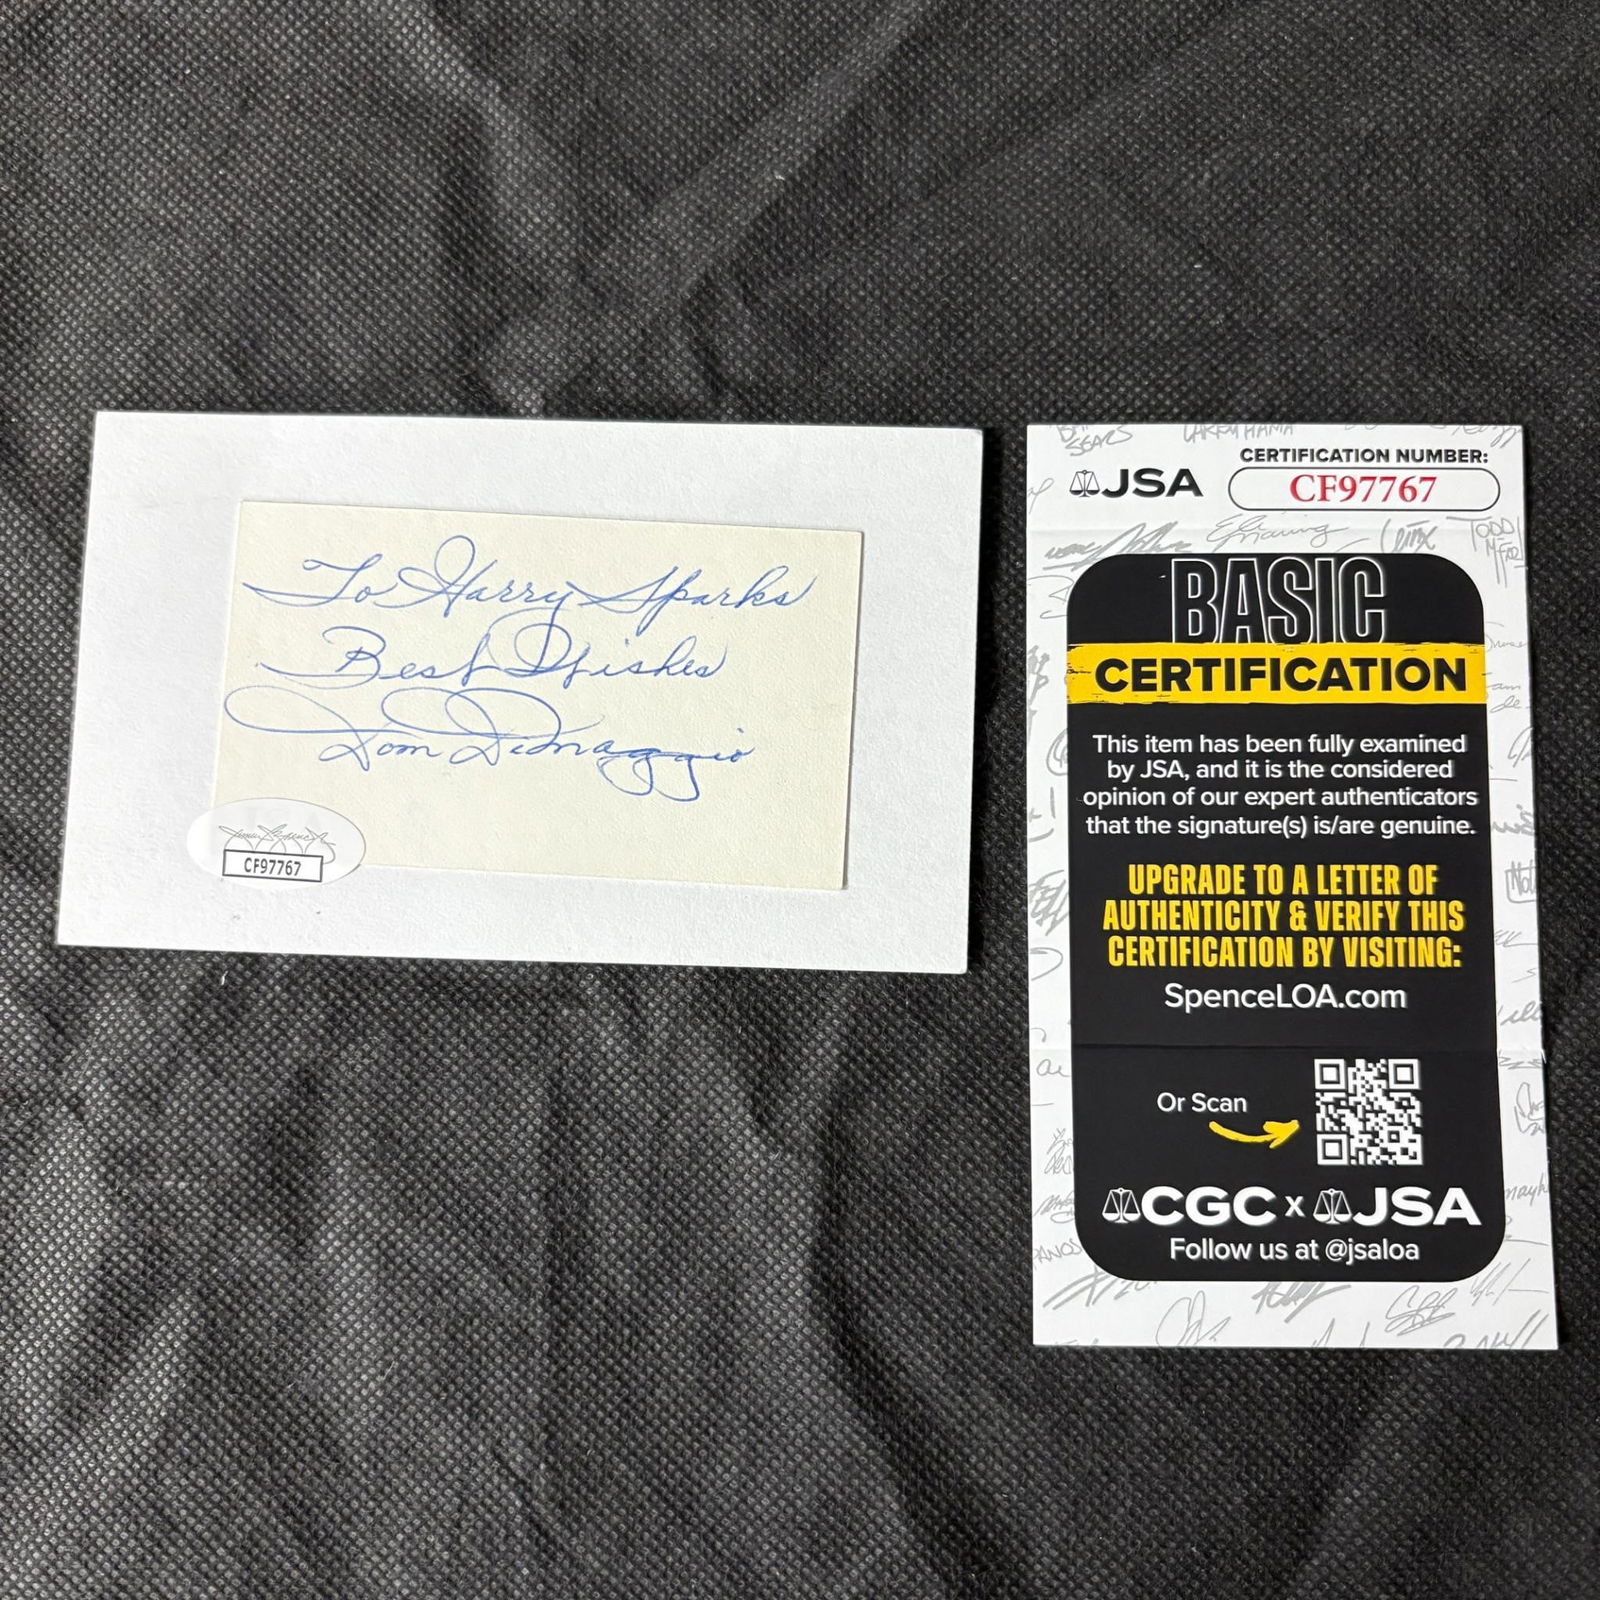 To Harry Sparks
Best Wishes
Tom DiMaggio
CF97767
JSA
CERTIFICATION NUMBER:
CF97767
BASIC
CERTIFICATION
This item has been fully examined
by JSA, and it is the considered
opinion of our expert authenticators
that the signature(s) is/are genuine.
UPGRADE TO A LETTER OF
AUTHENTICITY & VERIFY THIS
CERTIFICATION BY VISITING:
SpenceLOA.com
Or Scan
CGC x JSA
Follow us at @jsaloa